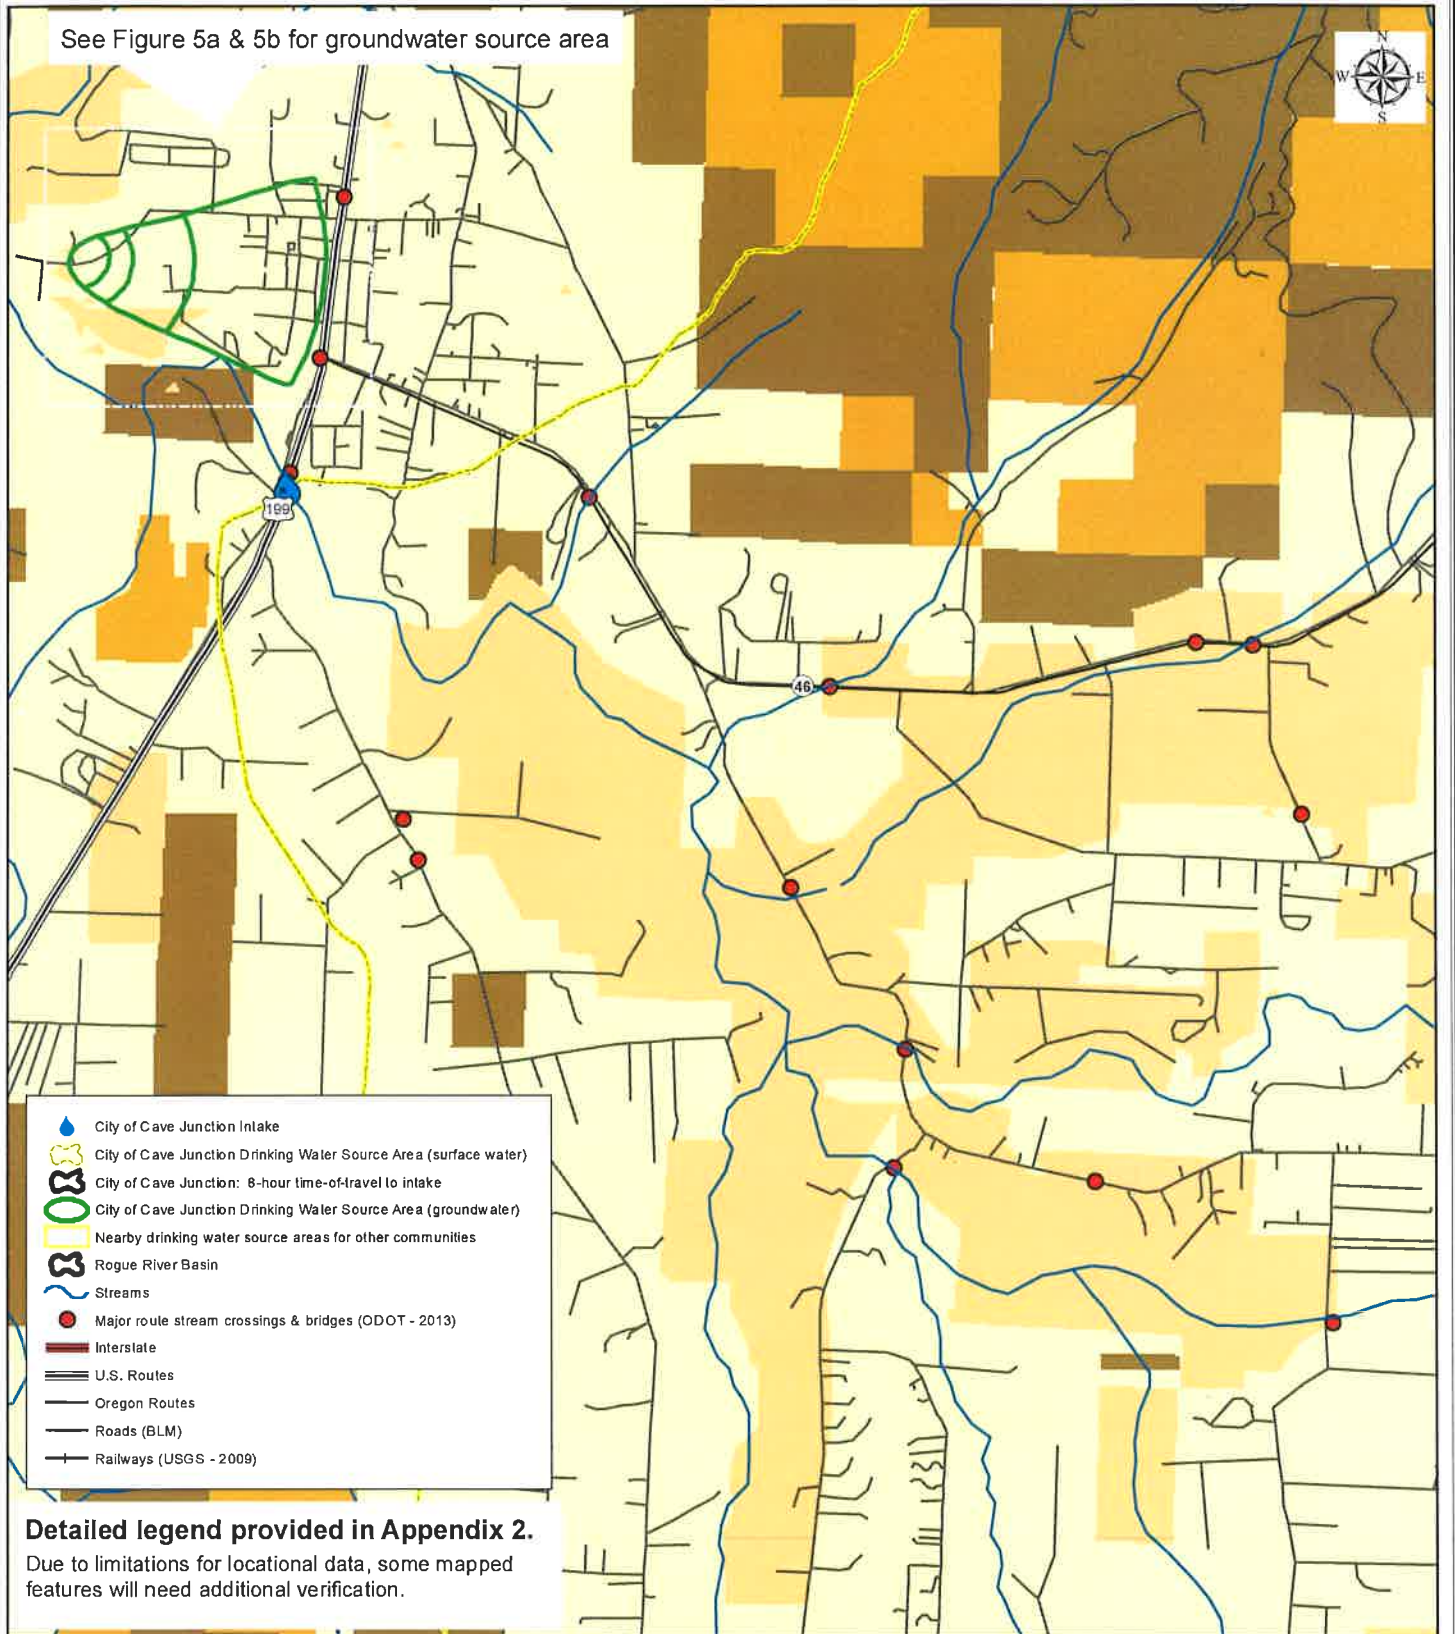 See Figure 5a & 5b for groundwater source area
N
W E
S
199
46
City of Cave Junction Intake
City of Cave Junction Drinking Water Source Area (surface water)
City of Cave Junction: 8-hour time-of-travel to intake
City of Cave Junction Drinking Water Source Area (groundwater)
Nearby drinking water source areas for other communities
Rogue River Basin
Streams
Major route stream crossings & bridges (ODOT - 2013)
Interstate
U.S. Routes
Oregon Routes
Roads (BLM)
Railways (USGS - 2009)
Detailed legend provided in Appendix 2.
Due to limitations for locational data, some mapped
features will need additional verification.